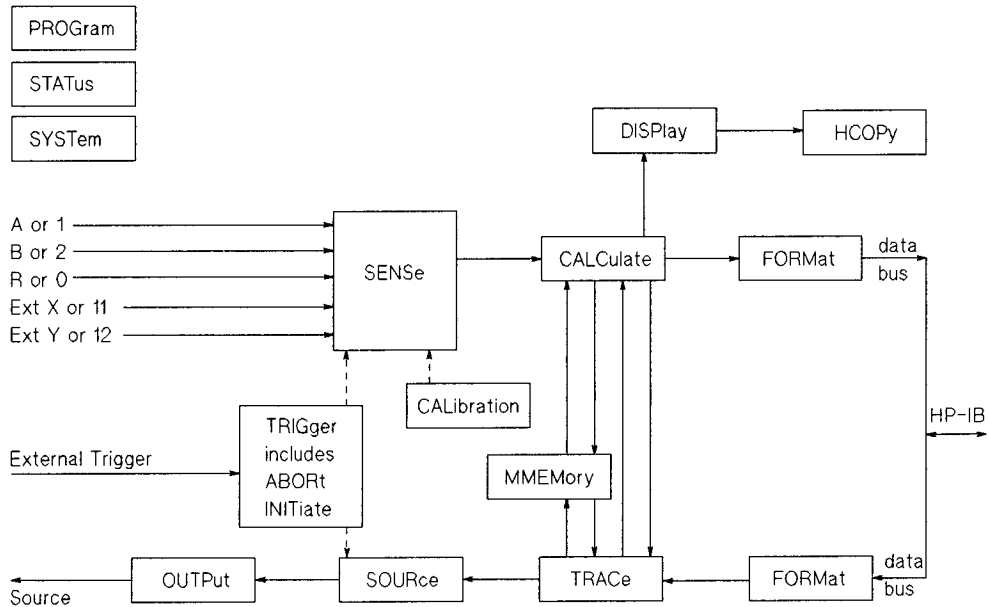 PROGram
STATus
SYSTem
DISPlay
HCOPy
A or 1
B or 2
R or 0
Ext X or 11
Ext Y or 12
SENSe
CALCulate
FORMat
data
bus
CALibration
TRIGger
includes
ABORt
INITiate
External Trigger
MMEMory
HP-IB
OUTPut
SOURce
TRACe
FORMat
data
bus
Source